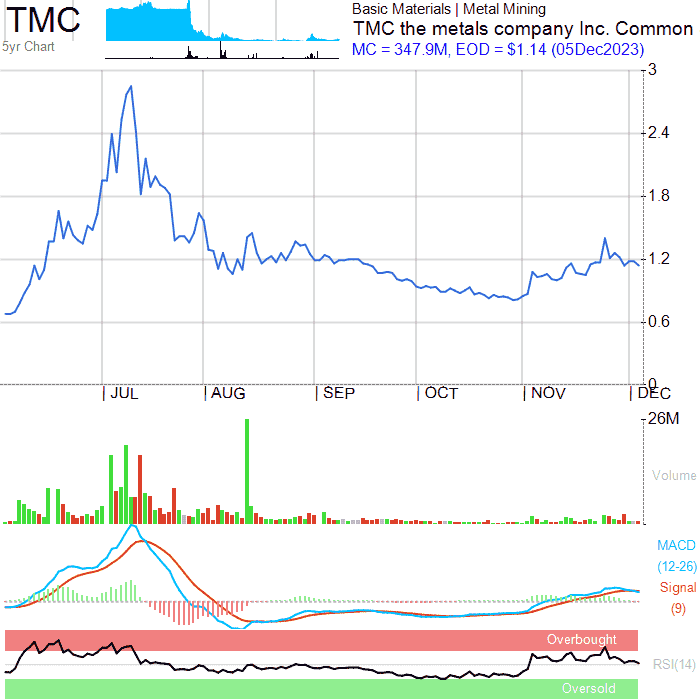 TMC
5yr Chart
Basic Materials | Metal Mining
TMC the metals company Inc. Common
MC = 347.9M, EOD = $1.14 (05Dec2023)
3
2.4
1.8
1.2
0.6
0
JUL AUG SEP OCT NOV DEC
26M
Volume
MACD
(12-26)
Signal
(9)
Overbought
RSI(14)
Oversold